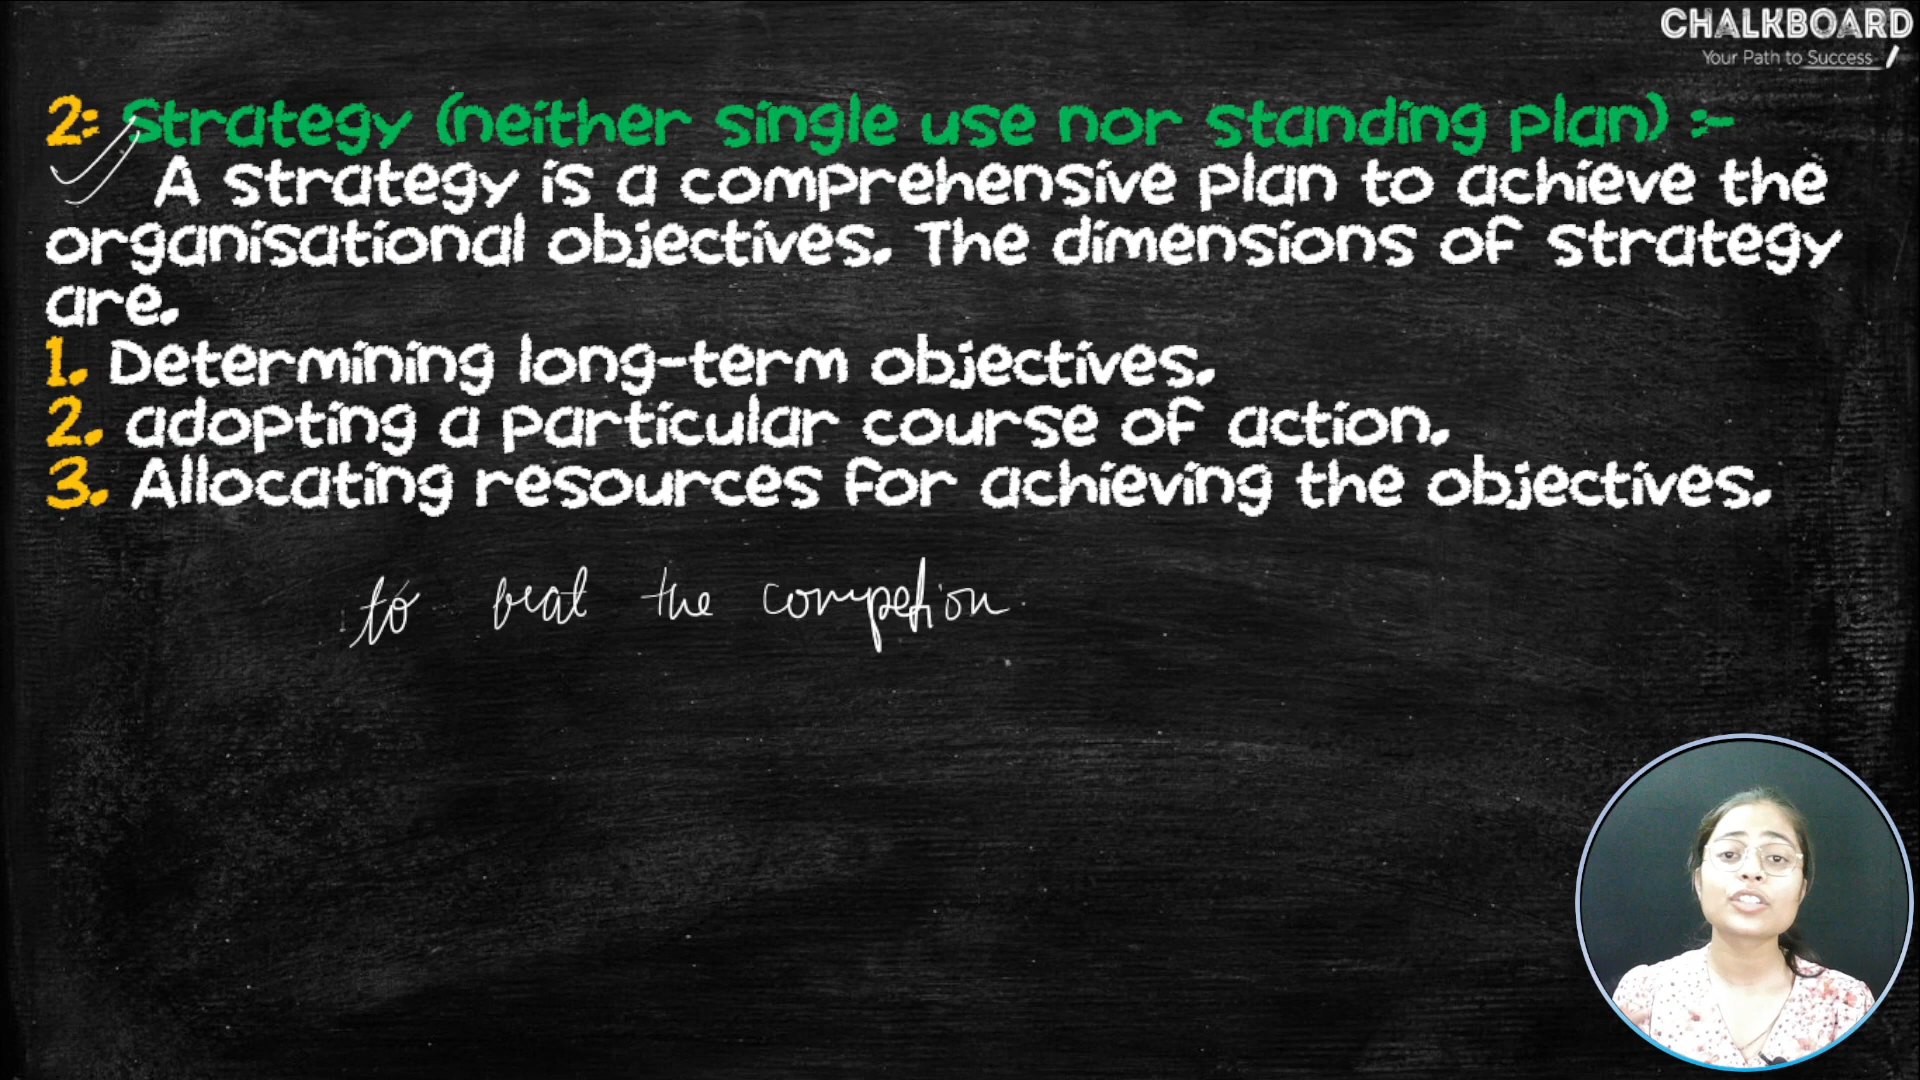 CHALKBOARD
Your Path to Success
2: Strategy (neither single use nor standing plan) :-
A strategy is a comprehensive plan to achieve the
organisational objectives. The dimensions of strategy
are.
1. Determining long-term objectives.
2. adopting a particular course of action.
3. Allocating resources for achieving the objectives.
to beat the competion